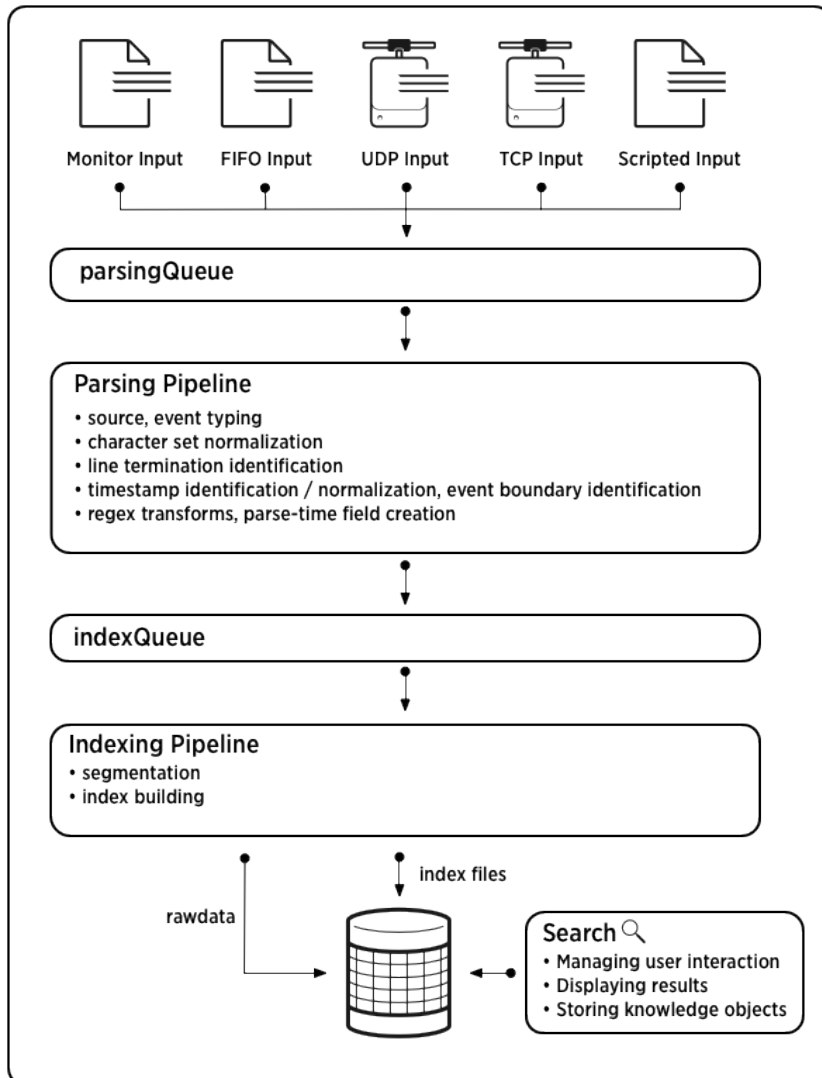 Monitor Input
FIFO Input
UDP Input
TCP Input
Scripted Input
parsingQueue
Parsing Pipeline
• source, event typing
• character set normalization
• line termination identification
• timestamp identification / normalization, event boundary identification
• regex transforms, parse-time field creation
indexQueue
Indexing Pipeline
• segmentation
• index building
rawdata
index files
Search
• Managing user interaction
• Displaying results
• Storing knowledge objects